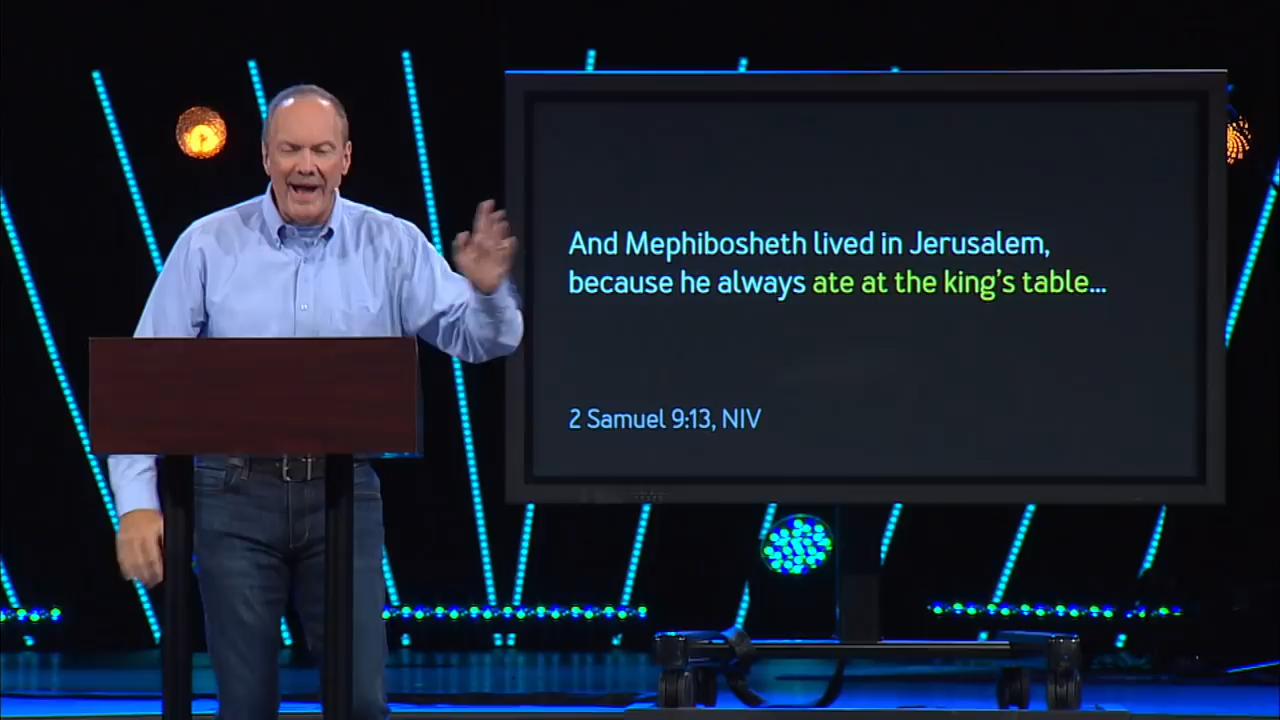 And Mephibosheth lived in Jerusalem,
because he always ate at the king’s table...
2 Samuel 9:13, NIV